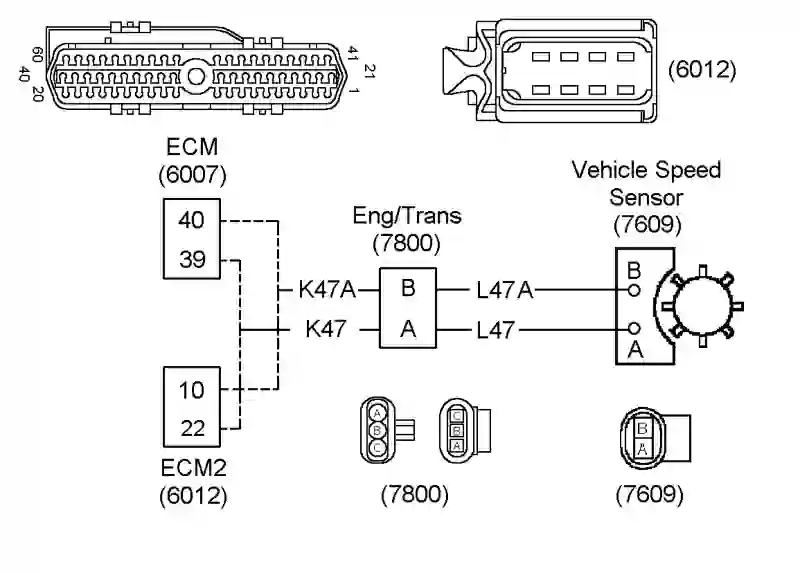 60
40
20
41
21
1
(6012)
ECM
(6007)
40
39
Eng/Trans
(7800)
Vehicle Speed
Sensor
(7609)
K47A
B
L47A
B
K47
A
L47
A
10
22
ECM2
(6012)
A
B
C
C
B
A
(7800)
B
A
(7609)